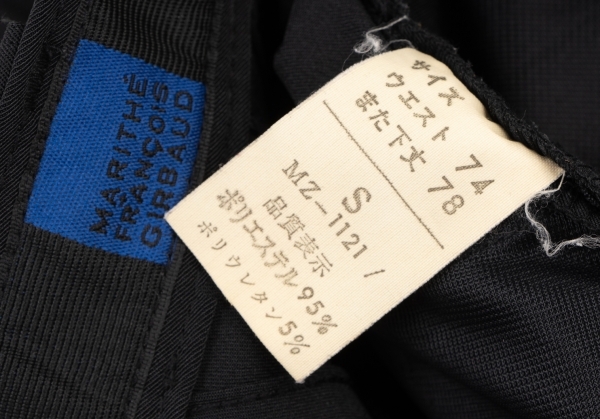 MARITHÉ
FRANÇOIS
GIRBAUD
サイズ
ウエスト 74
また下丈 78
S
MZ-1121/
品質表示
ポリエステル95%
ポリウレタン5%